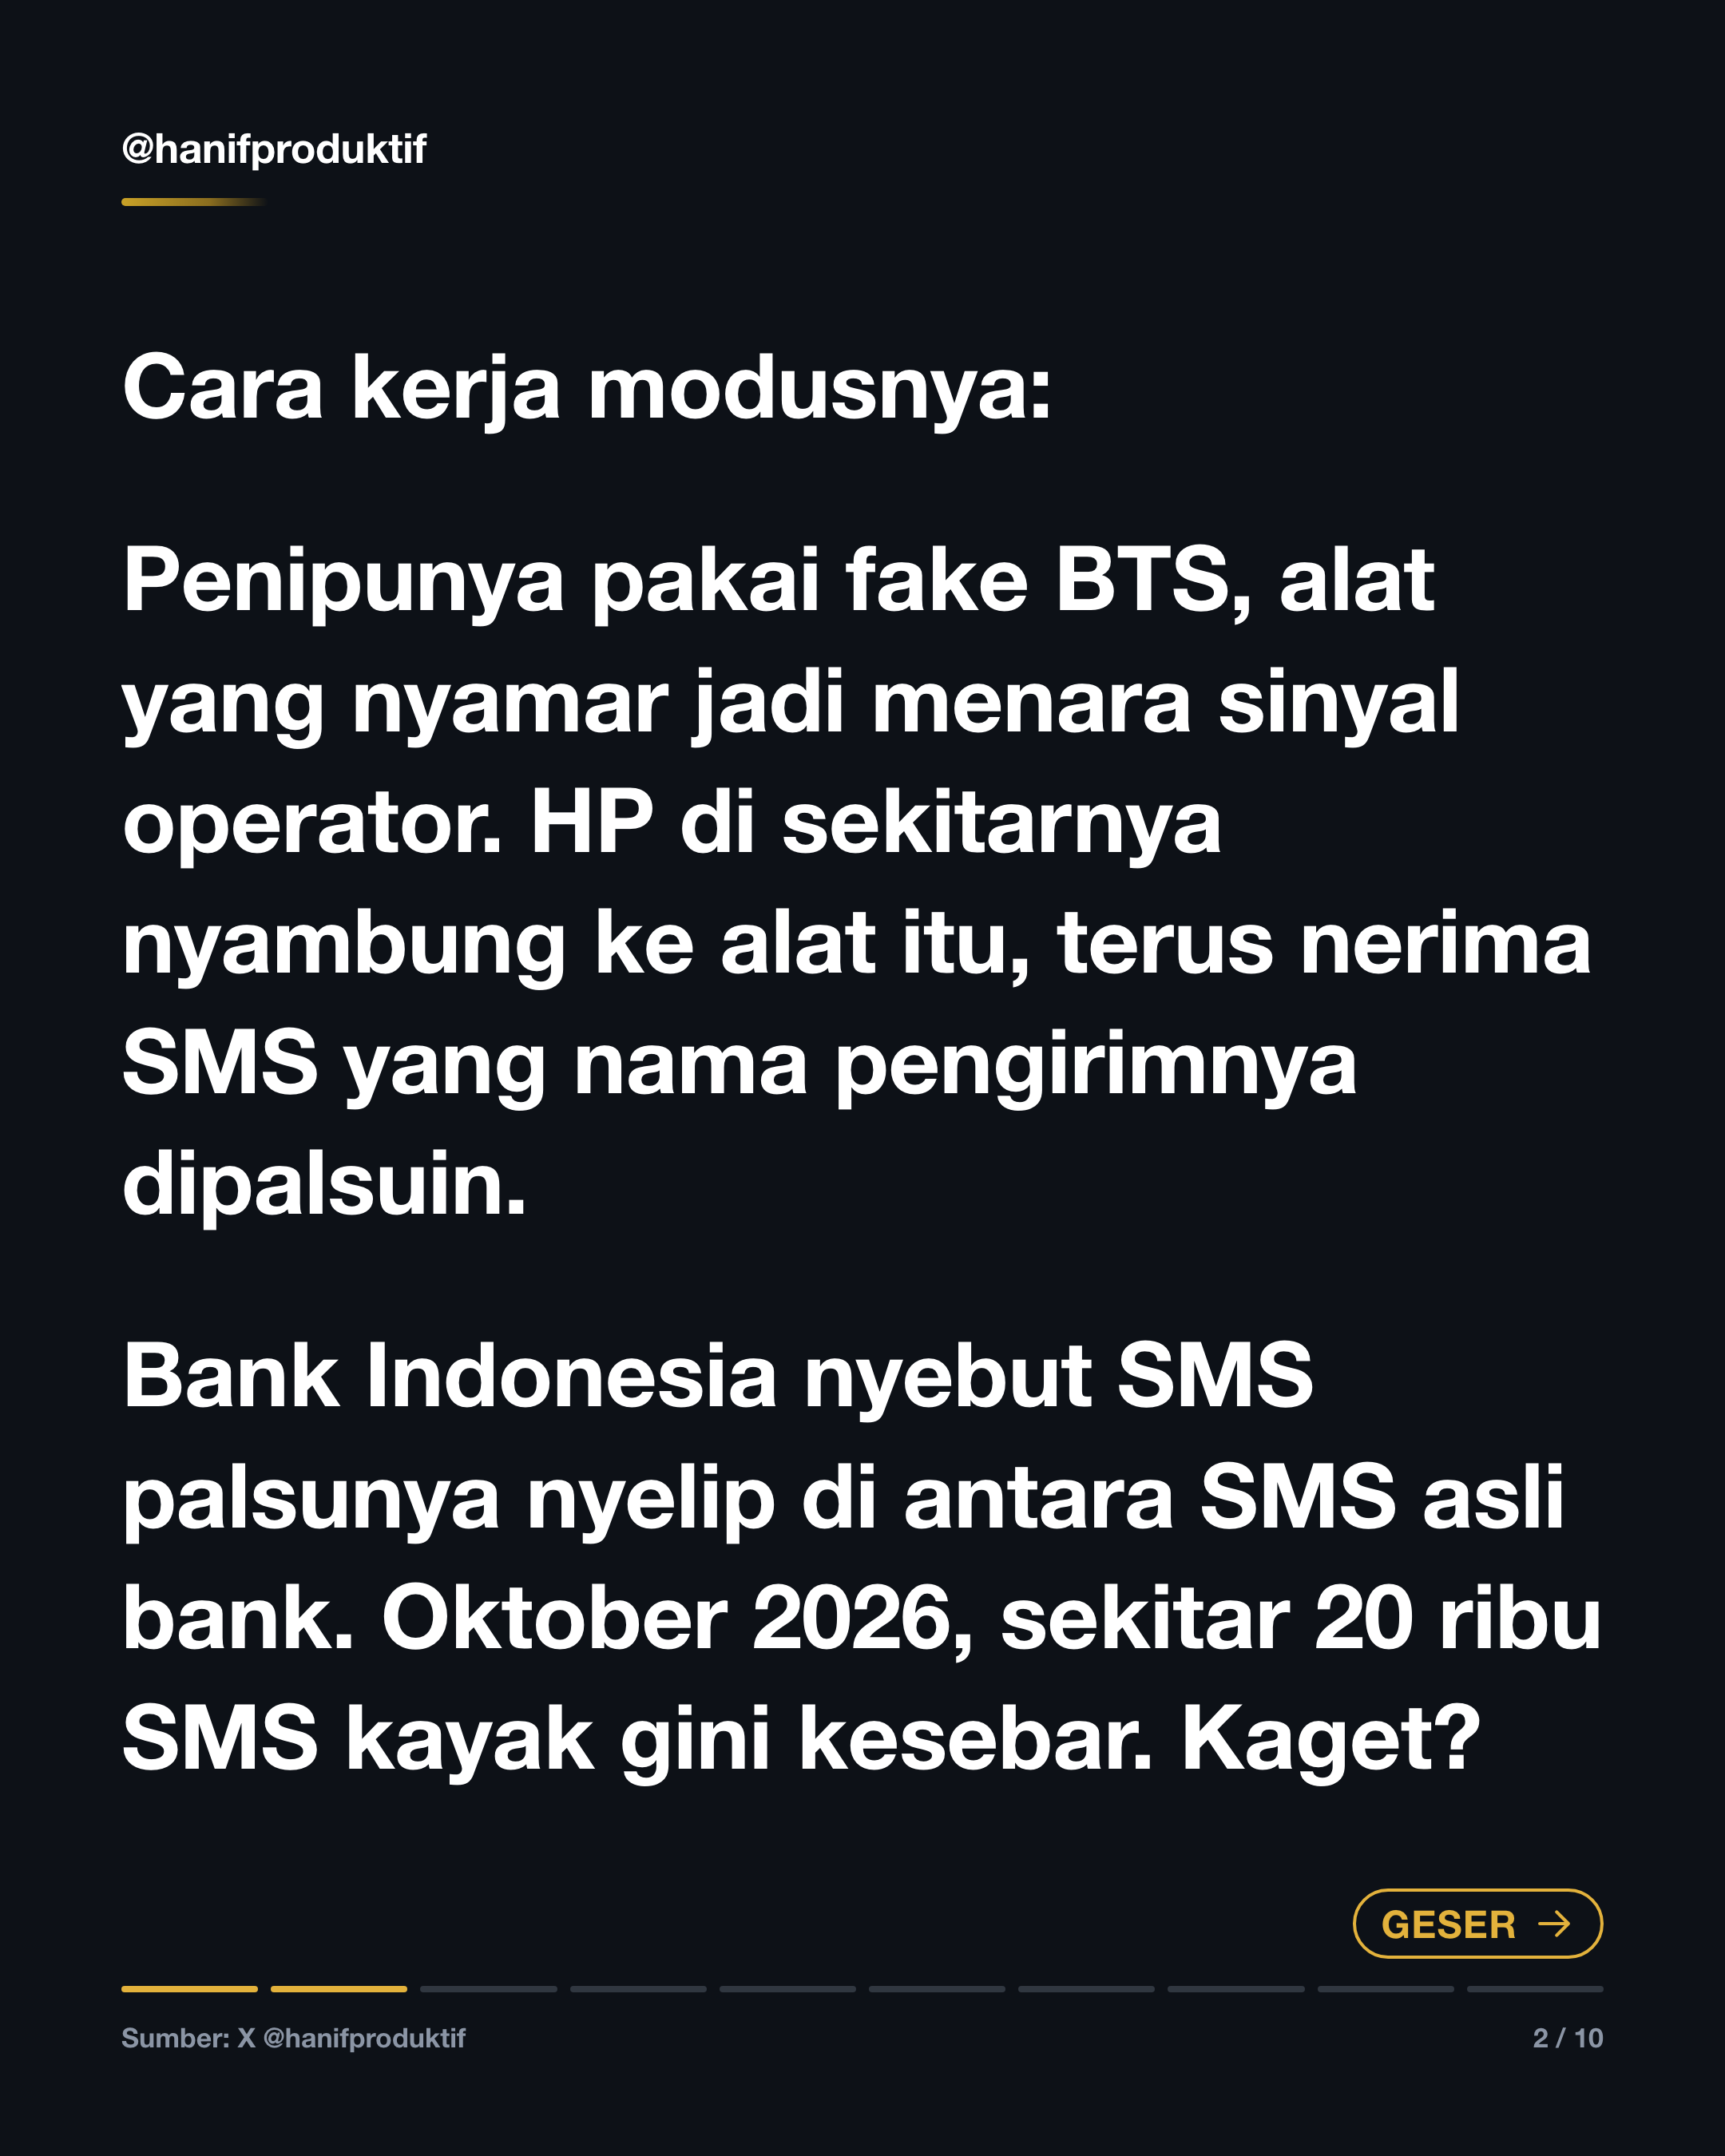 @hanifproduktif
Cara kerja modusnya:
Penipunya pakai fake BTS, alat
yang nyamar jadi menara sinyal
operator. HP di sekitarnya
nyambung ke alat itu, terus nerima
SMS yang nama pengirimnya
dipalsuin.
Bank Indonesia nyebut SMS
palsunya nyelip di antara SMS asli
bank. Oktober 2026, sekitar 20 ribu
SMS kayak gini kesebar. Kaget?
GESER →
Sumber: X @hanifproduktif
2 / 10